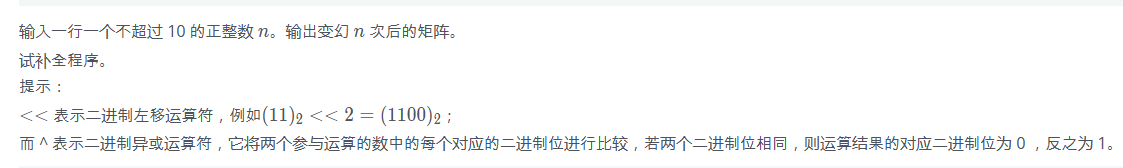 输入一行一个不超过 10 的正整数 n。输出变幻 n 次后的矩阵。
试补全程序。
提示：
<< 表示二进制左移运算符，例如(11)₂ << 2 = (1100)₂；
而 ^ 表示二进制异或运算符，它将两个参与运算的数中的每个对应的二进制位进行比较，若两个二进制位相同，则运算结果的对应二进制位为 0 ，反之为 1。